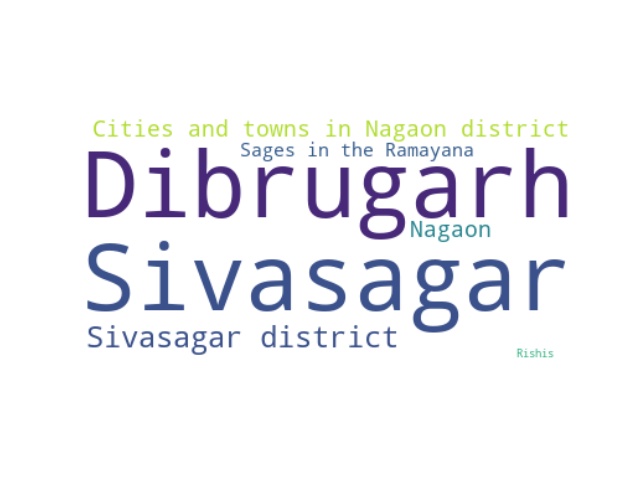 Cities and towns in Nagaon district
Sages in the Ramayana
Dibrugarh
Nagaon
Sivasagar
Sivasagar district
Rishis